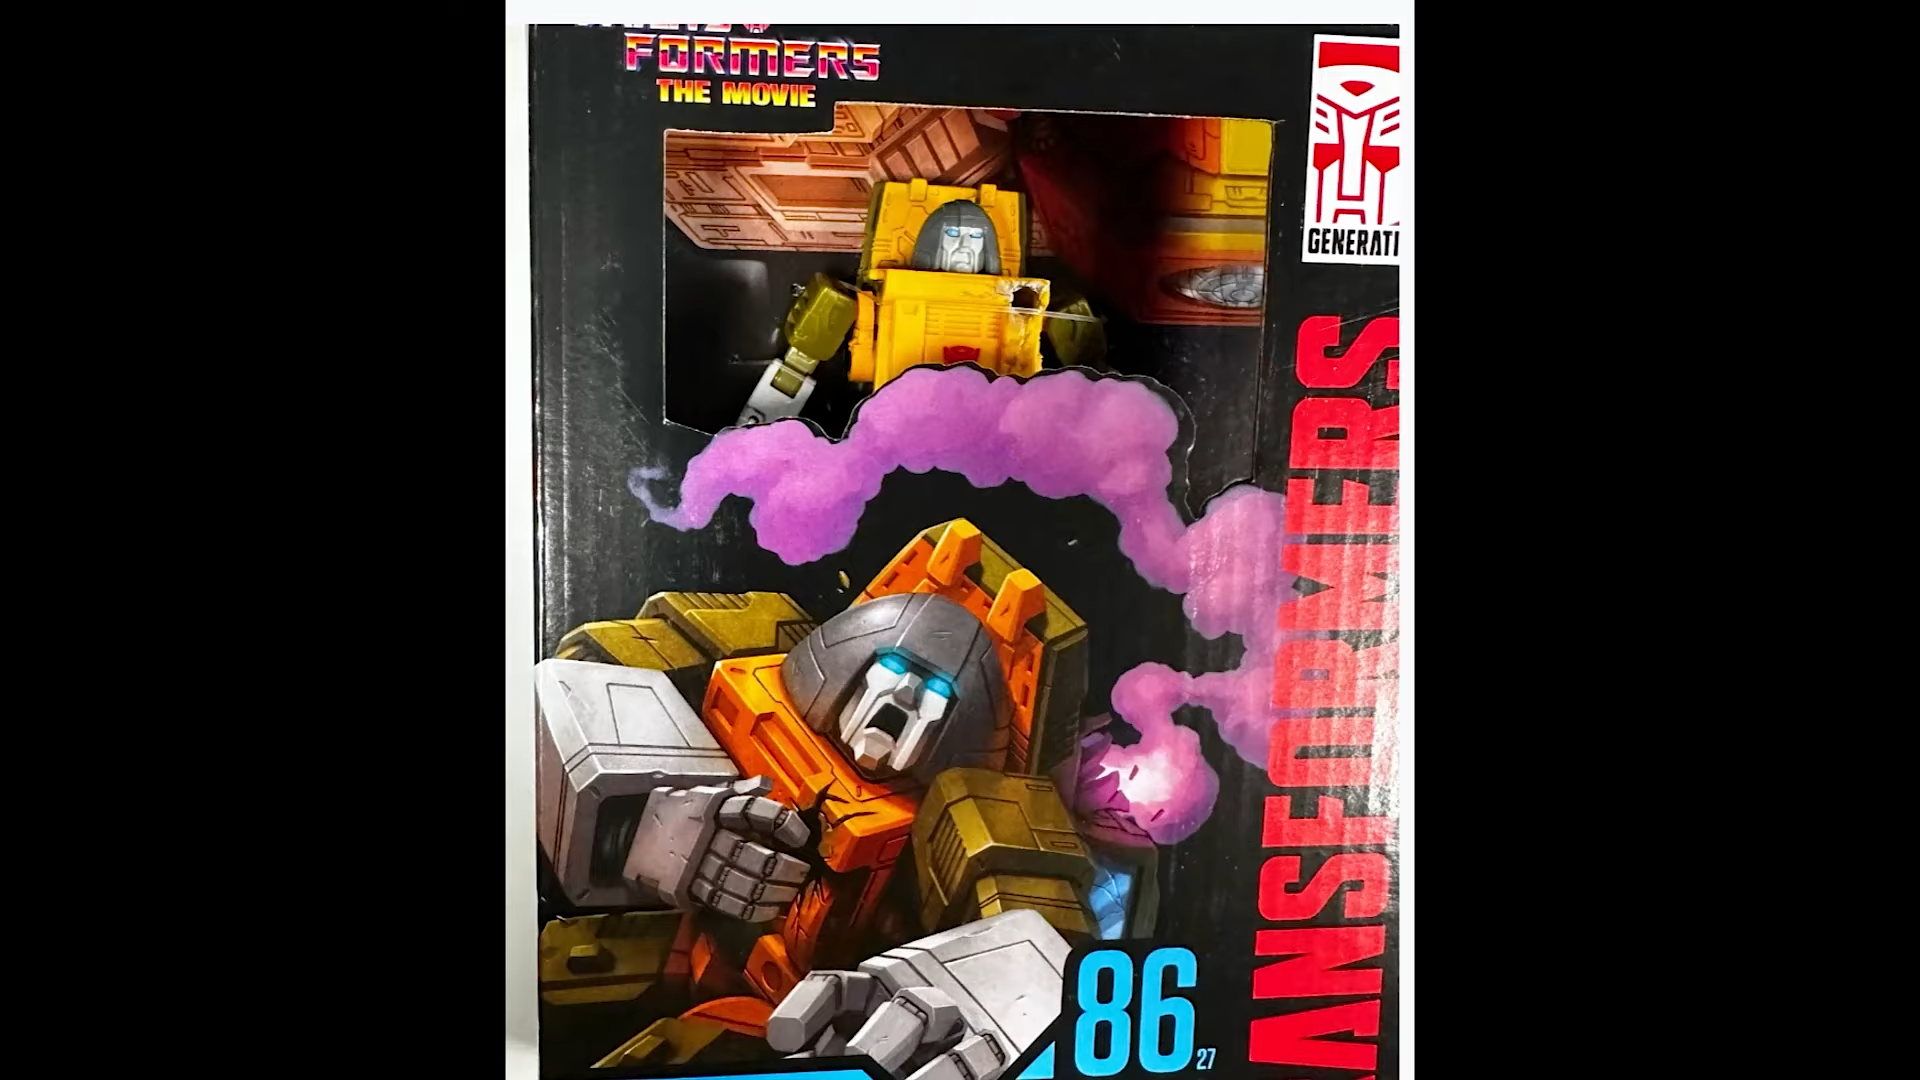 FORMERS
THE MOVIE
GENERATI
ANSFORMERS
86
27